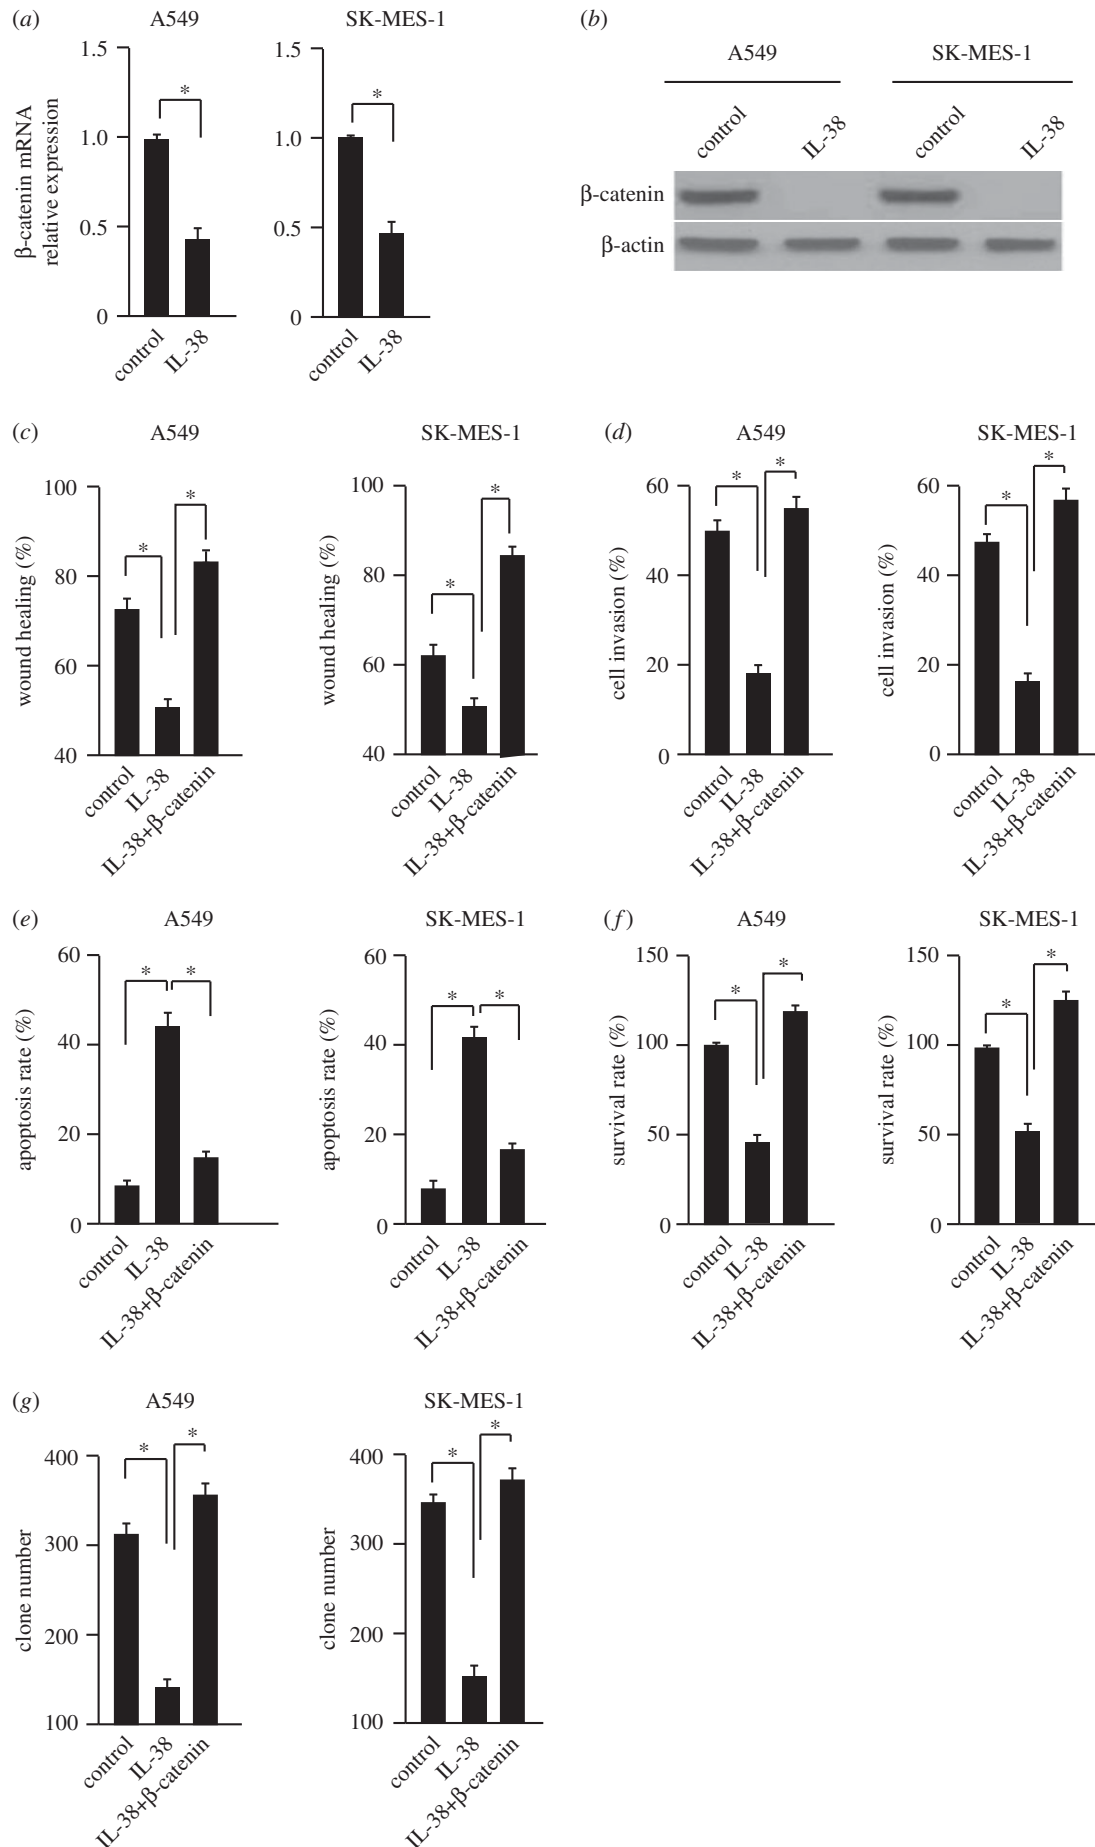 (a)
A549
SK-MES-1
β-catenin mRNA
relative expression
1.5
1.0
0.5
0
*
control
IL-38
1.5
1.0
0.5
0
*
control
IL-38
(b)
A549
SK-MES-1
control
IL-38
control
IL-38
β-catenin
β-actin
(c)
A549
wound healing (%)
100
80
60
40
*
*
control
IL-38
IL-38+β-catenin
SK-MES-1
wound healing (%)
100
80
60
40
*
*
control
IL-38
IL-38+β-catenin
(d)
A549
cell invasion (%)
60
40
20
0
*
*
control
IL-38
IL-38+β-catenin
SK-MES-1
cell invasion (%)
60
40
20
0
*
*
control
IL-38
IL-38+β-catenin
(e)
A549
apoptosis rate (%)
60
40
20
0
*
*
control
IL-38
IL-38+β-catenin
SK-MES-1
apoptosis rate (%)
60
40
20
0
*
*
control
IL-38
IL-38+β-catenin
(f)
A549
survival rate (%)
150
100
50
0
*
*
control
IL-38
IL-38+β-catenin
SK-MES-1
survival rate (%)
150
100
50
0
*
*
control
IL-38
IL-38+β-catenin
(g)
A549
clone number
400
300
200
100
*
*
control
IL-38
IL-38+β-catenin
SK-MES-1
clone number
400
300
200
100
*
*
control
IL-38
IL-38+β-catenin